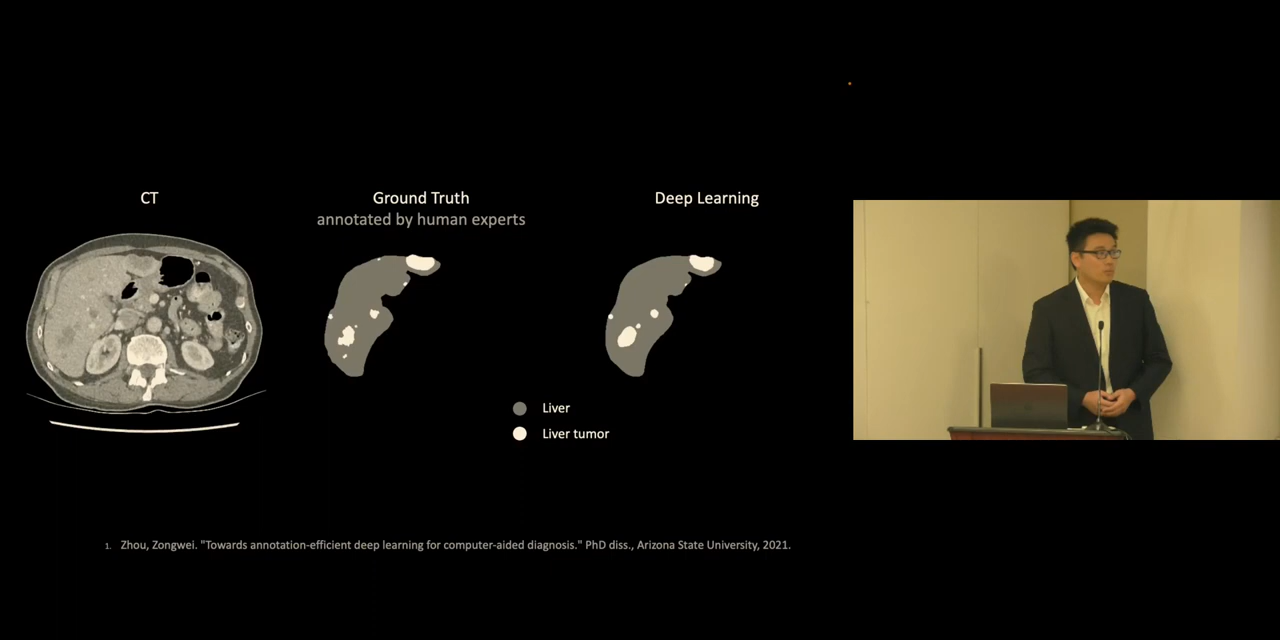 CT
Ground Truth
annotated by human experts
Deep Learning
Liver
Liver tumor
1. Zhou, Zongwei. "Towards annotation-efficient deep learning for computer-aided diagnosis." PhD diss., Arizona State University, 2021.